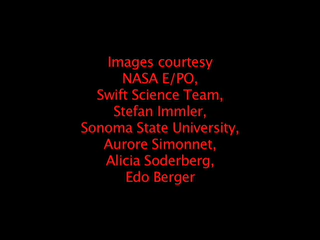 Images courtesy
NASA E/PO,
Swift Science Team,
Stefan Immler,
Sonoma State University,
Aurore Simonnet,
Alicia Soderberg,
Edo Berger